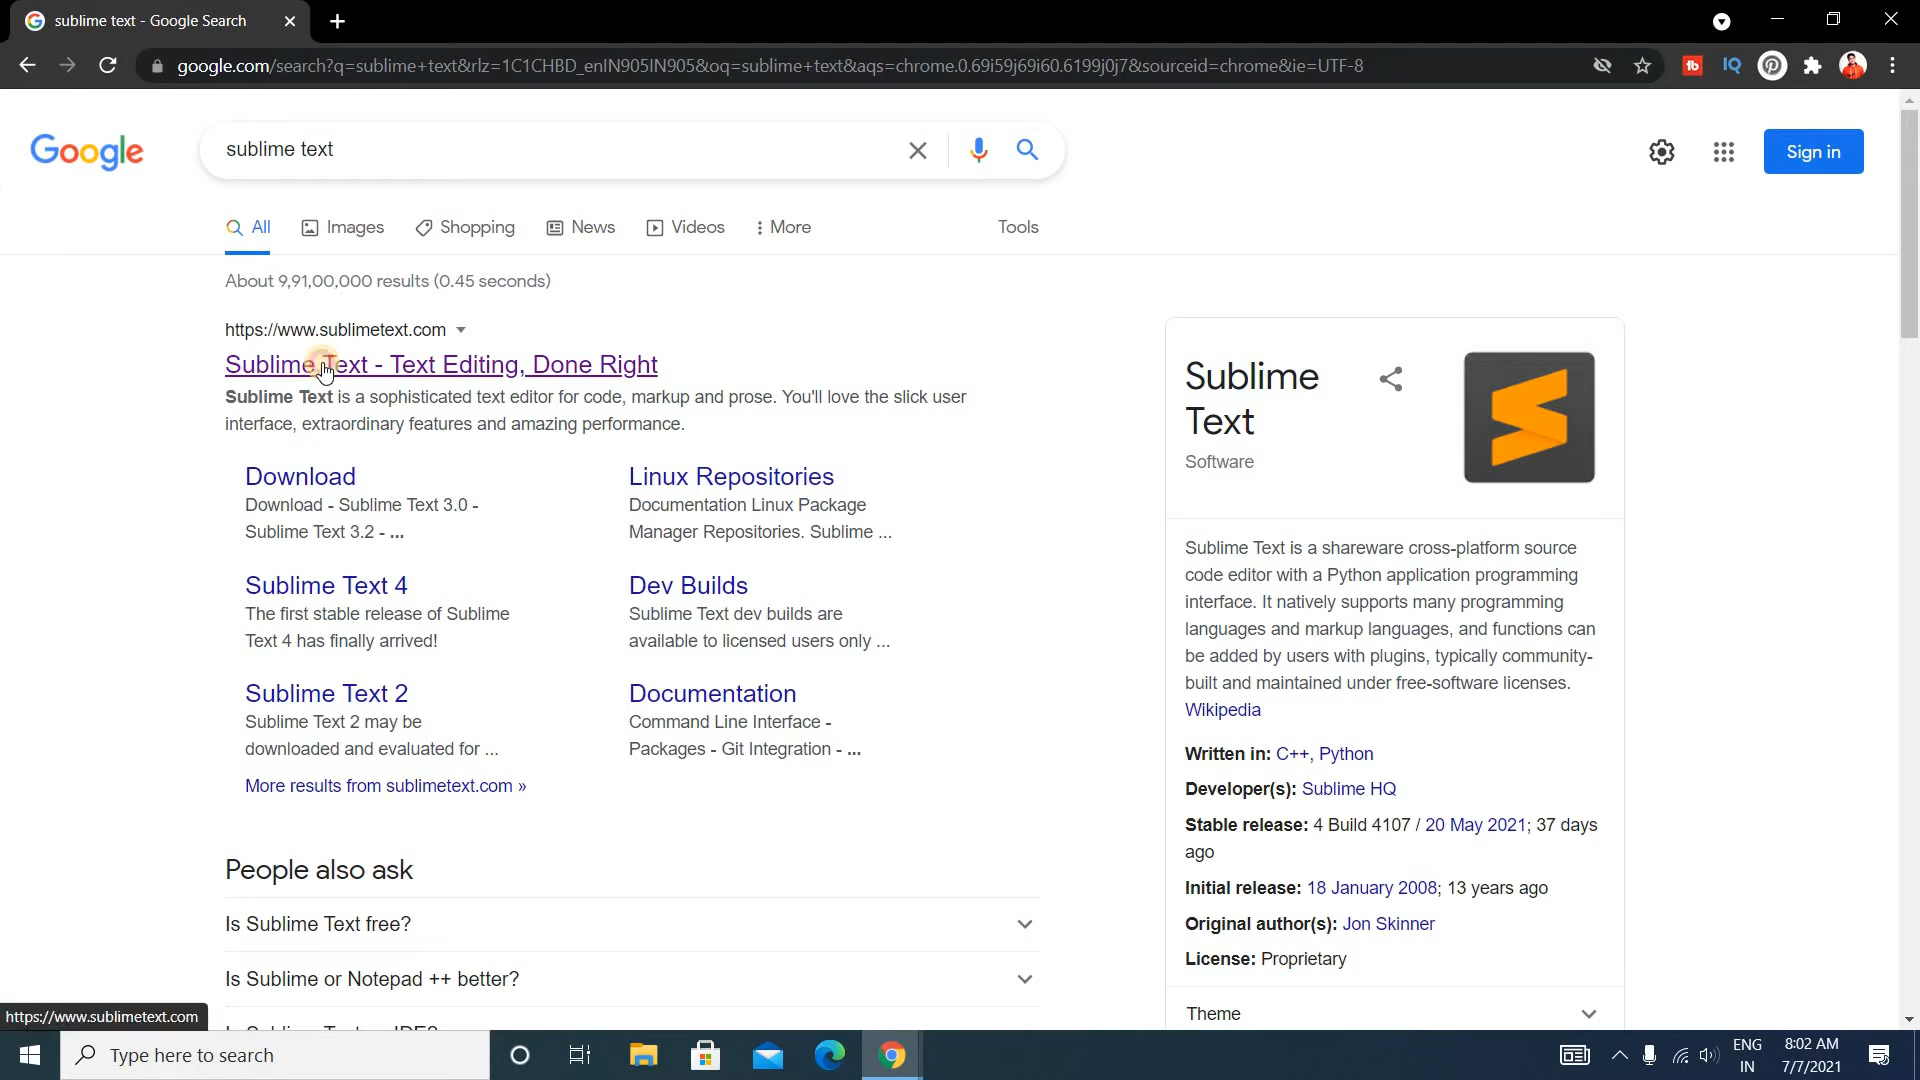 sublime text - Google Search
google.com/search?q=sublime+text&rlz=1C1CHBD_enIN905IN905&oq=sublime+text&aqs=chrome.0.69i59j69i60.6199j0j7&sourceid=chrome&ie=UTF-8
Google
sublime text
Sign in
All
Images
Shopping
News
Videos
More
Tools
About 9,91,00,000 results (0.45 seconds)
https://www.sublimetext.com
Sublime Text - Text Editing, Done Right
Sublime Text is a sophisticated text editor for code, markup and prose. You'll love the slick user
interface, extraordinary features and amazing performance.
Download
Download - Sublime Text 3.0 -
Sublime Text 3.2 - ...
Linux Repositories
Documentation Linux Package
Manager Repositories. Sublime ...
Sublime Text 4
The first stable release of Sublime
Text 4 has finally arrived!
Dev Builds
Sublime Text dev builds are
available to licensed users only ...
Sublime Text 2
Sublime Text 2 may be
downloaded and evaluated for ...
Documentation
Command Line Interface -
Packages - Git Integration - ...
More results from sublimetext.com »
People also ask
Is Sublime Text free?
Is Sublime or Notepad ++ better?
Sublime
Text
Software
Sublime Text is a shareware cross-platform source
code editor with a Python application programming
interface. It natively supports many programming
languages and markup languages, and functions can
be added by users with plugins, typically community-
built and maintained under free-software licenses.
Wikipedia
Written in: C++, Python
Developer(s): Sublime HQ
Stable release: 4 Build 4107 / 20 May 2021; 37 days
ago
Initial release: 18 January 2008; 13 years ago
Original author(s): Jon Skinner
License: Proprietary
Theme
https://www.sublimetext.com
Type here to search
ENG
IN
8:02 AM
7/7/2021